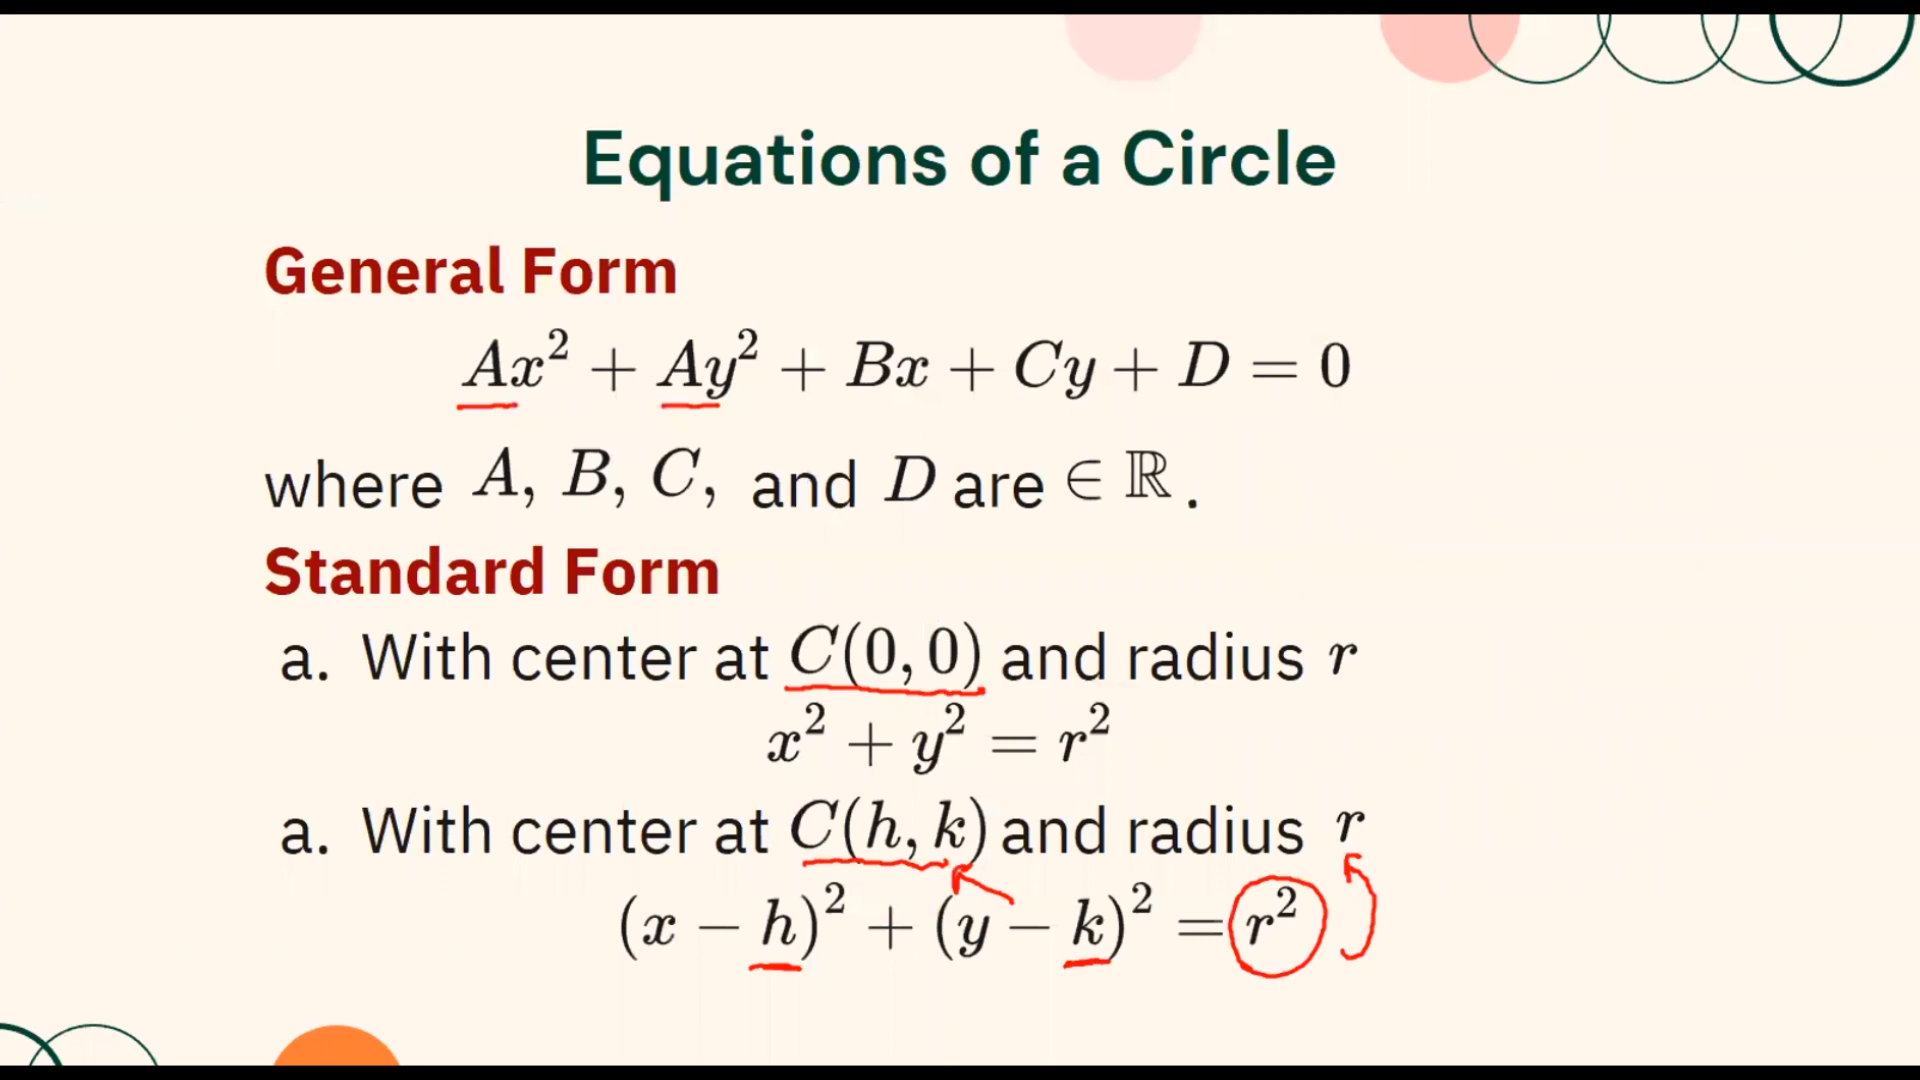 Equations of a Circle
General Form
Ax² + Ay² + Bx + Cy + D = 0
where A, B, C, and D are ∈ ℝ.
Standard Form
a. With center at C(0, 0) and radius r
x² + y² = r²
a. With center at C(h, k) and radius r
(x − h)² + (y − k)² = r²